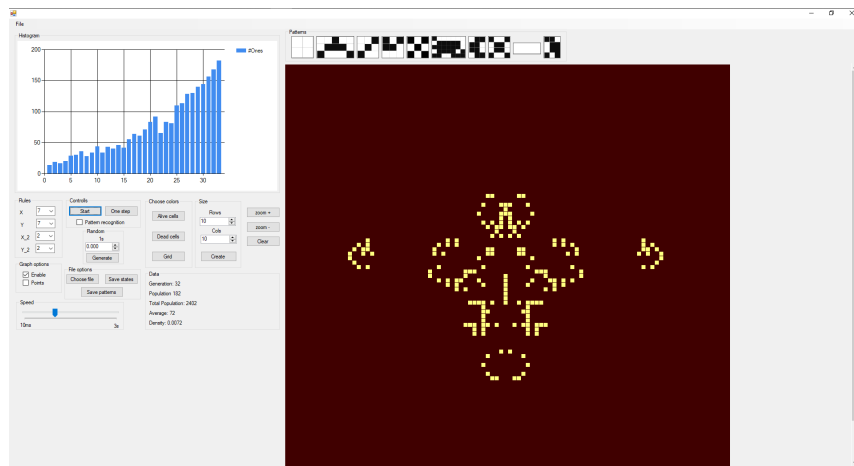 File
Histogram
200
150
100
50
0
#Ones
0 5 10 15 20 25 30
Rules
X 7
Y 7
X_2 2
Y_2 2
Controlls
Start One step
Pattern recognition
Random
1s
0.000
Generate
Choose colors
Alive cells
Dead cells
Grid
Size
Rows
10
Cols
10
Create
zoom +
zoom -
Clear
Graph options
Enable
Points
File options
Choose file Save states
Save patterns
Speed
10ms 3s
Data
Generation: 32
Population: 182
Total Population: 2402
Average: 72
Density: 0.0072
Patterns